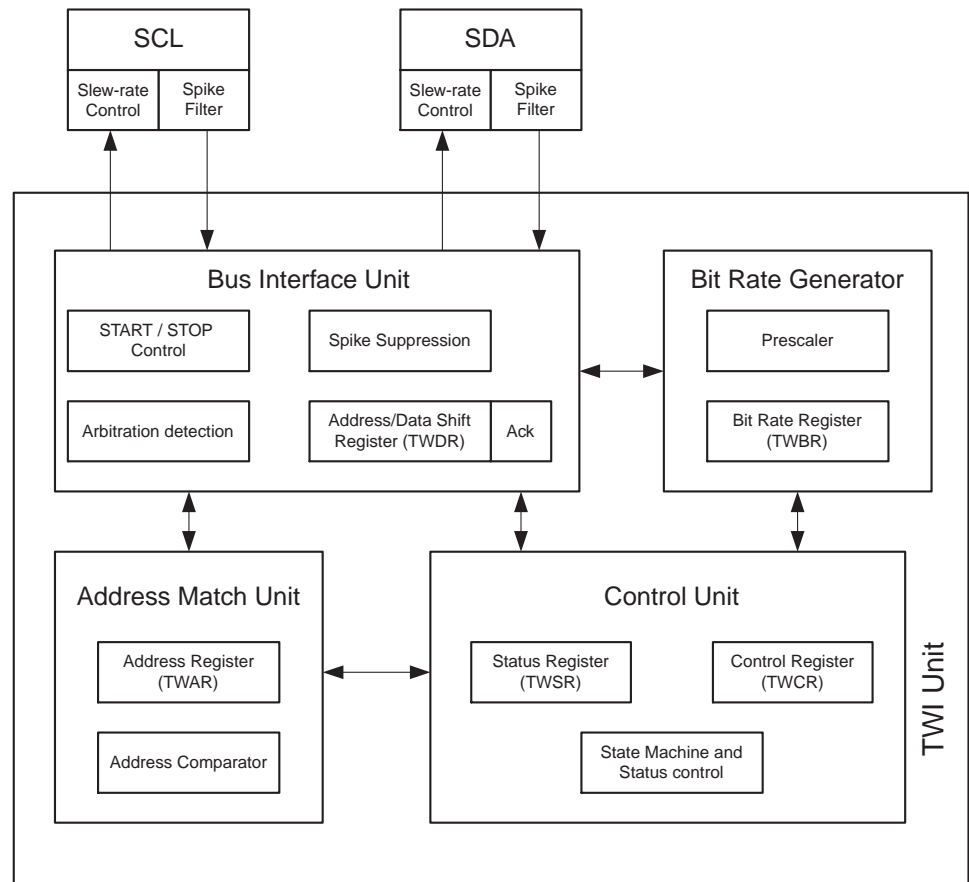 SCL
Slew-rate
Control
Spike
Filter
SDA
Slew-rate
Control
Spike
Filter
Bus Interface Unit
START / STOP
Control
Spike Suppression
Arbitration detection
Address/Data Shift
Register (TWDR)
Ack
Bit Rate Generator
Prescaler
Bit Rate Register
(TWBR)
Address Match Unit
Address Register
(TWAR)
Address Comparator
Control Unit
Status Register
(TWSR)
Control Register
(TWCR)
State Machine and
Status control
TWI Unit